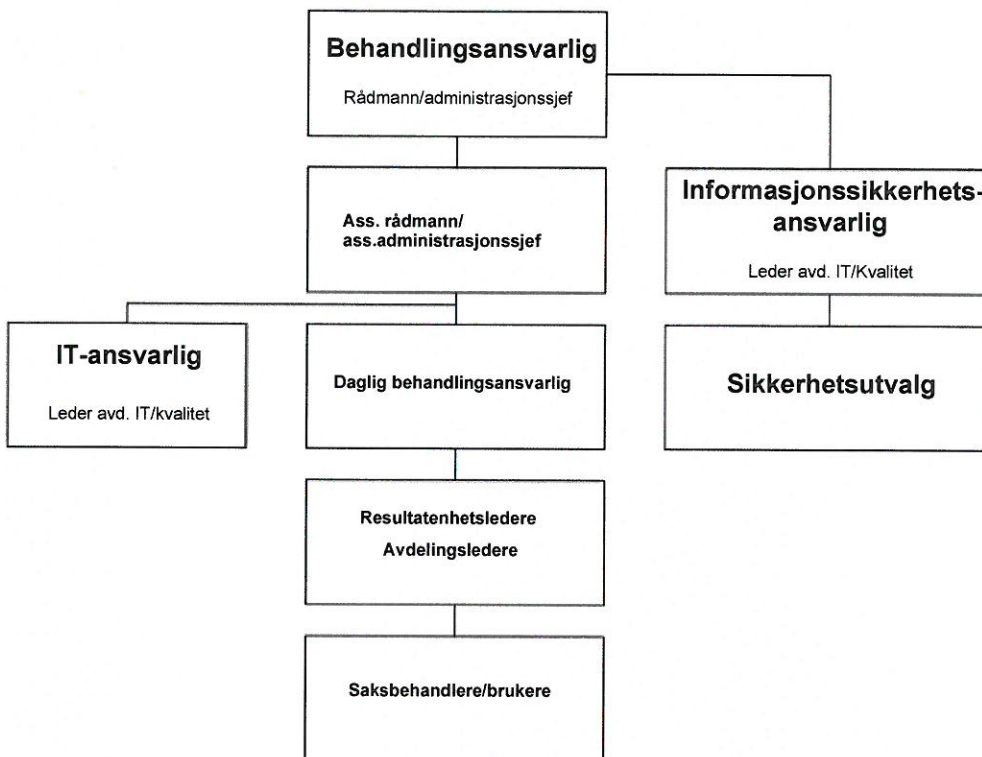 Behandlingsansvarlig
Rådmann/administrasjonssjef
Ass. rådmann/
ass.administrasjonssjef
Informasjonssikkerhets-
ansvarlig
Leder avd. IT/Kvalitet
IT-ansvarlig
Leder avd. IT/kvalitet
Daglig behandlingsansvarlig
Sikkerhetsutvalg
Resultatenhetsledere
Avdelingsledere
Saksbehandlere/brukere